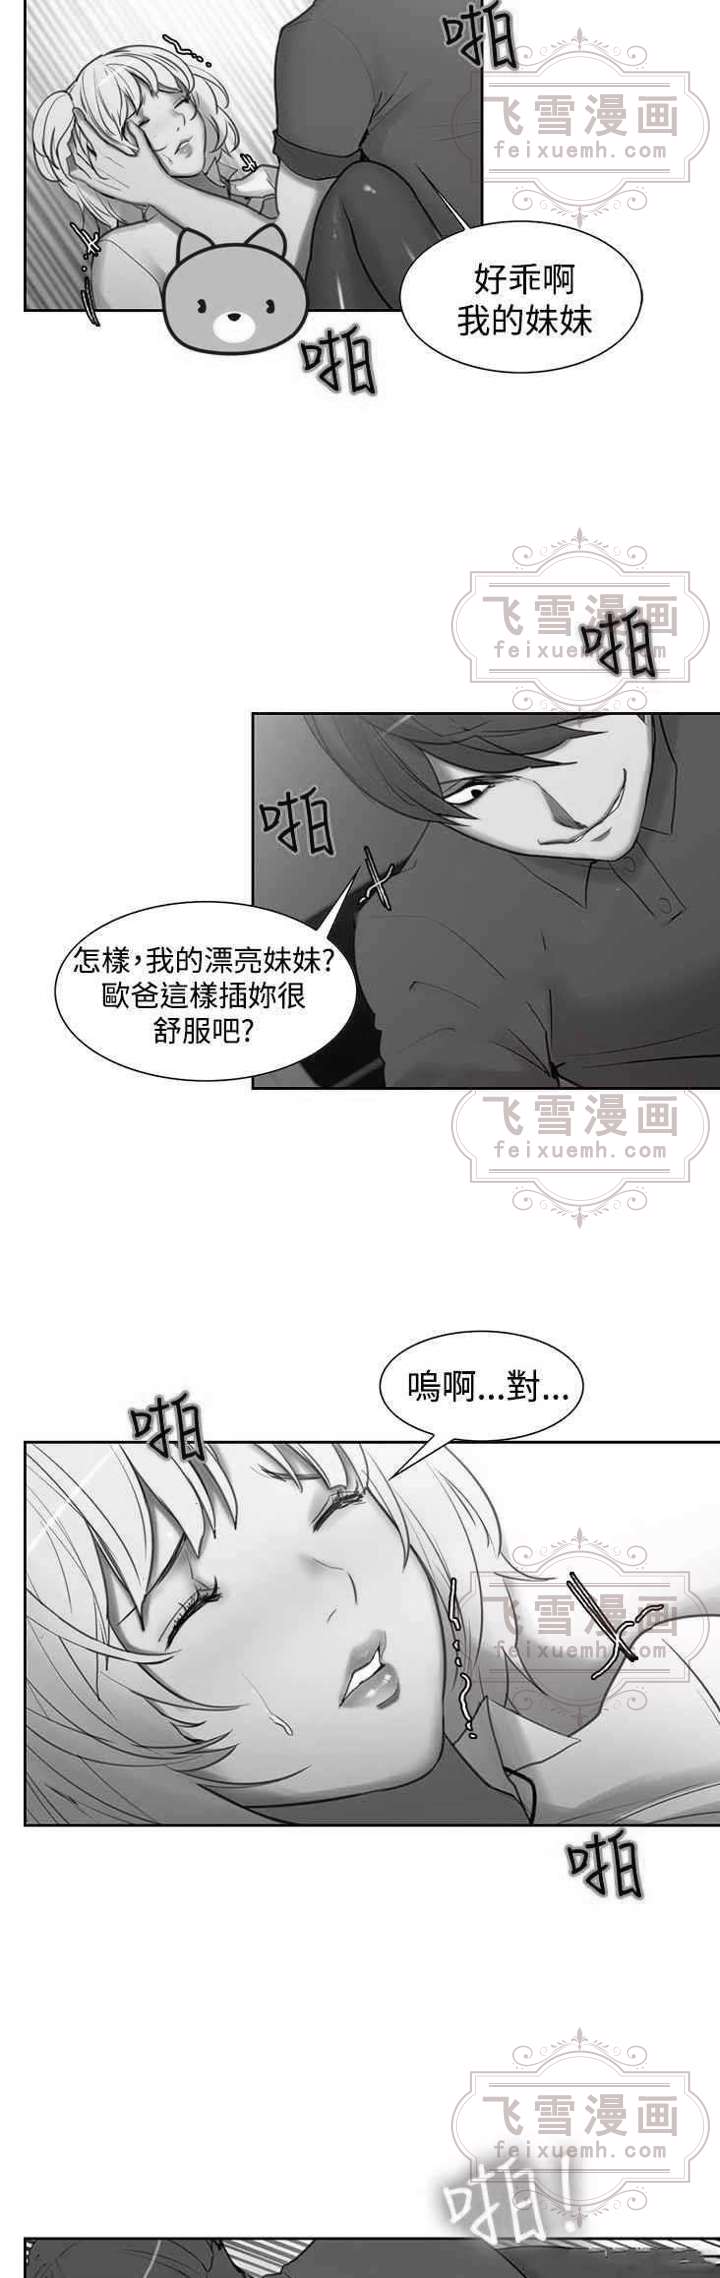 啪
飞雪漫画
feixuemh.com
好乖啊
我的妹妹
啪
飞雪漫画
feixuemh.com
啪
啪
怎樣，我的漂亮妹妹?
歐爸這樣插妳很
舒服吧?
飞雪漫画
feixuemh.com
嗚啊...對...
啪
飞雪漫画
feixuemh.com
啪
飞雪漫画
feixuemh.com
啪!